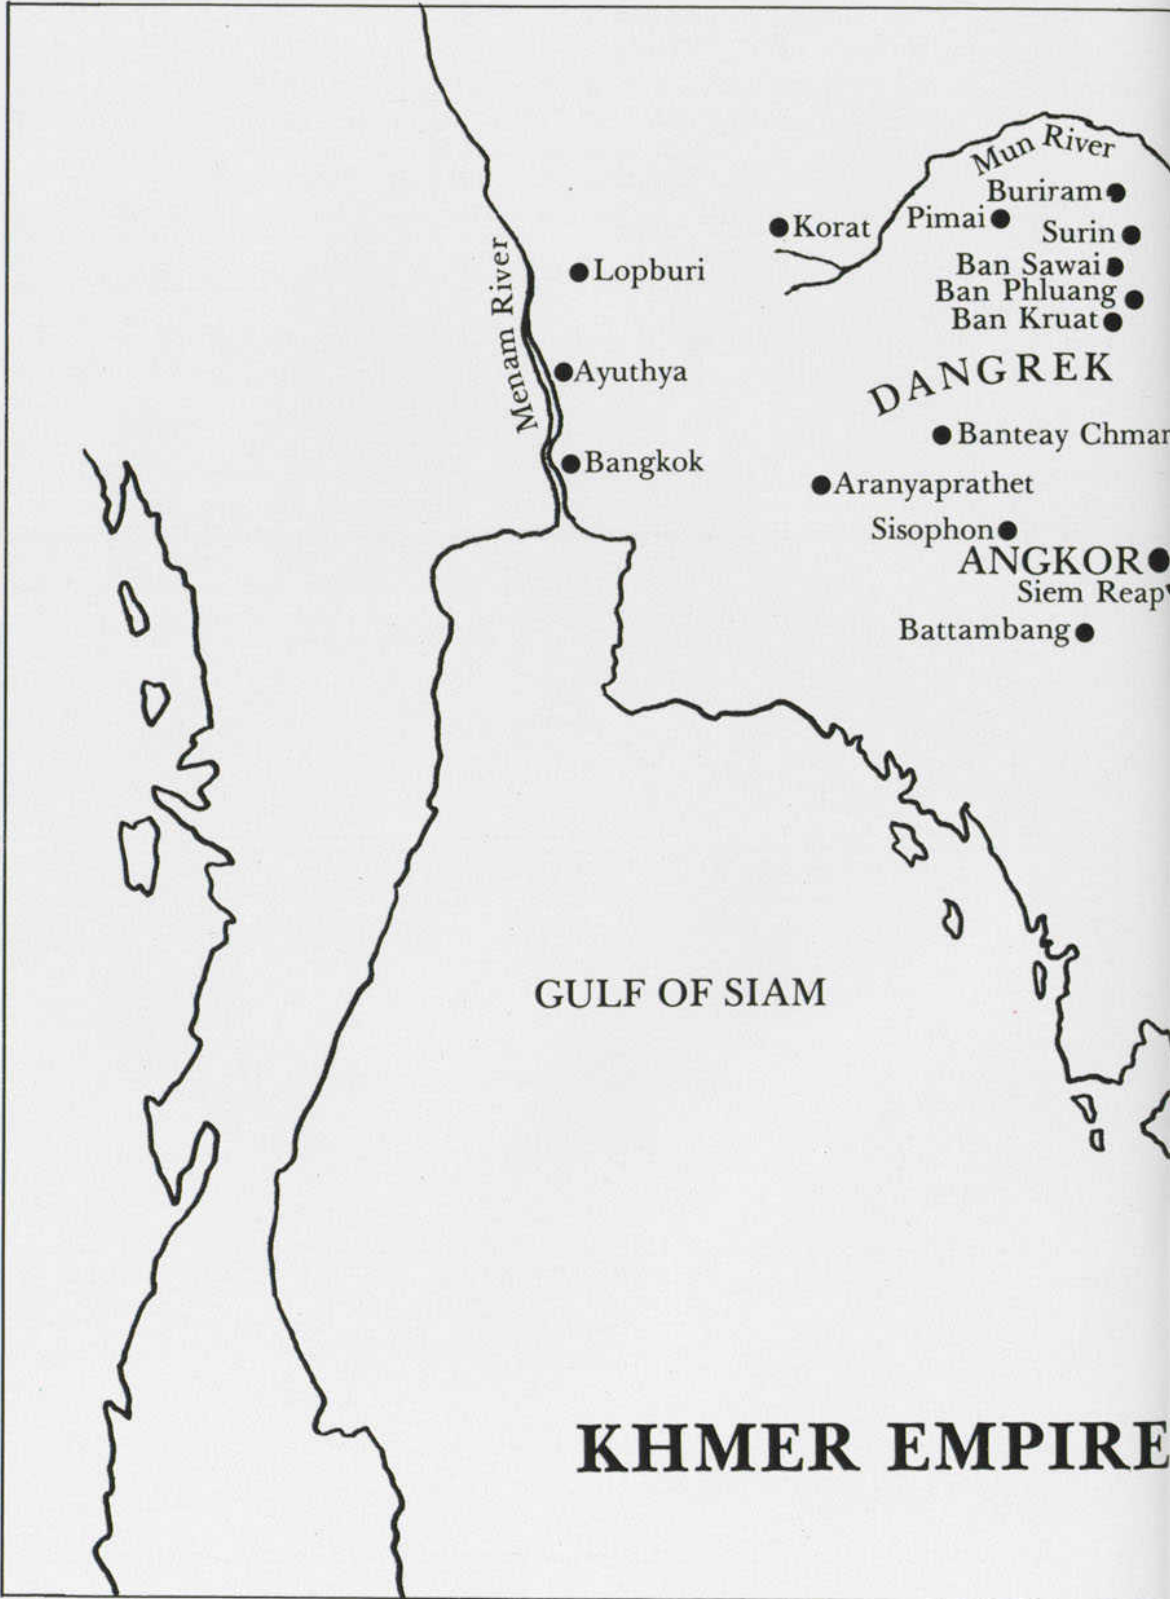 Mun River
Buriram
Pimai
Korat
Surin
Menam River
Lopburi
Ban Sawai
Ban Phluang
Ban Kruat
Ayuthya
DANGREK
Banteay Chmar
Bangkok
Aranyaprathet
Sisophon
ANGKOR
Siem Reap
Battambang
GULF OF SIAM
KHMER EMPIRE